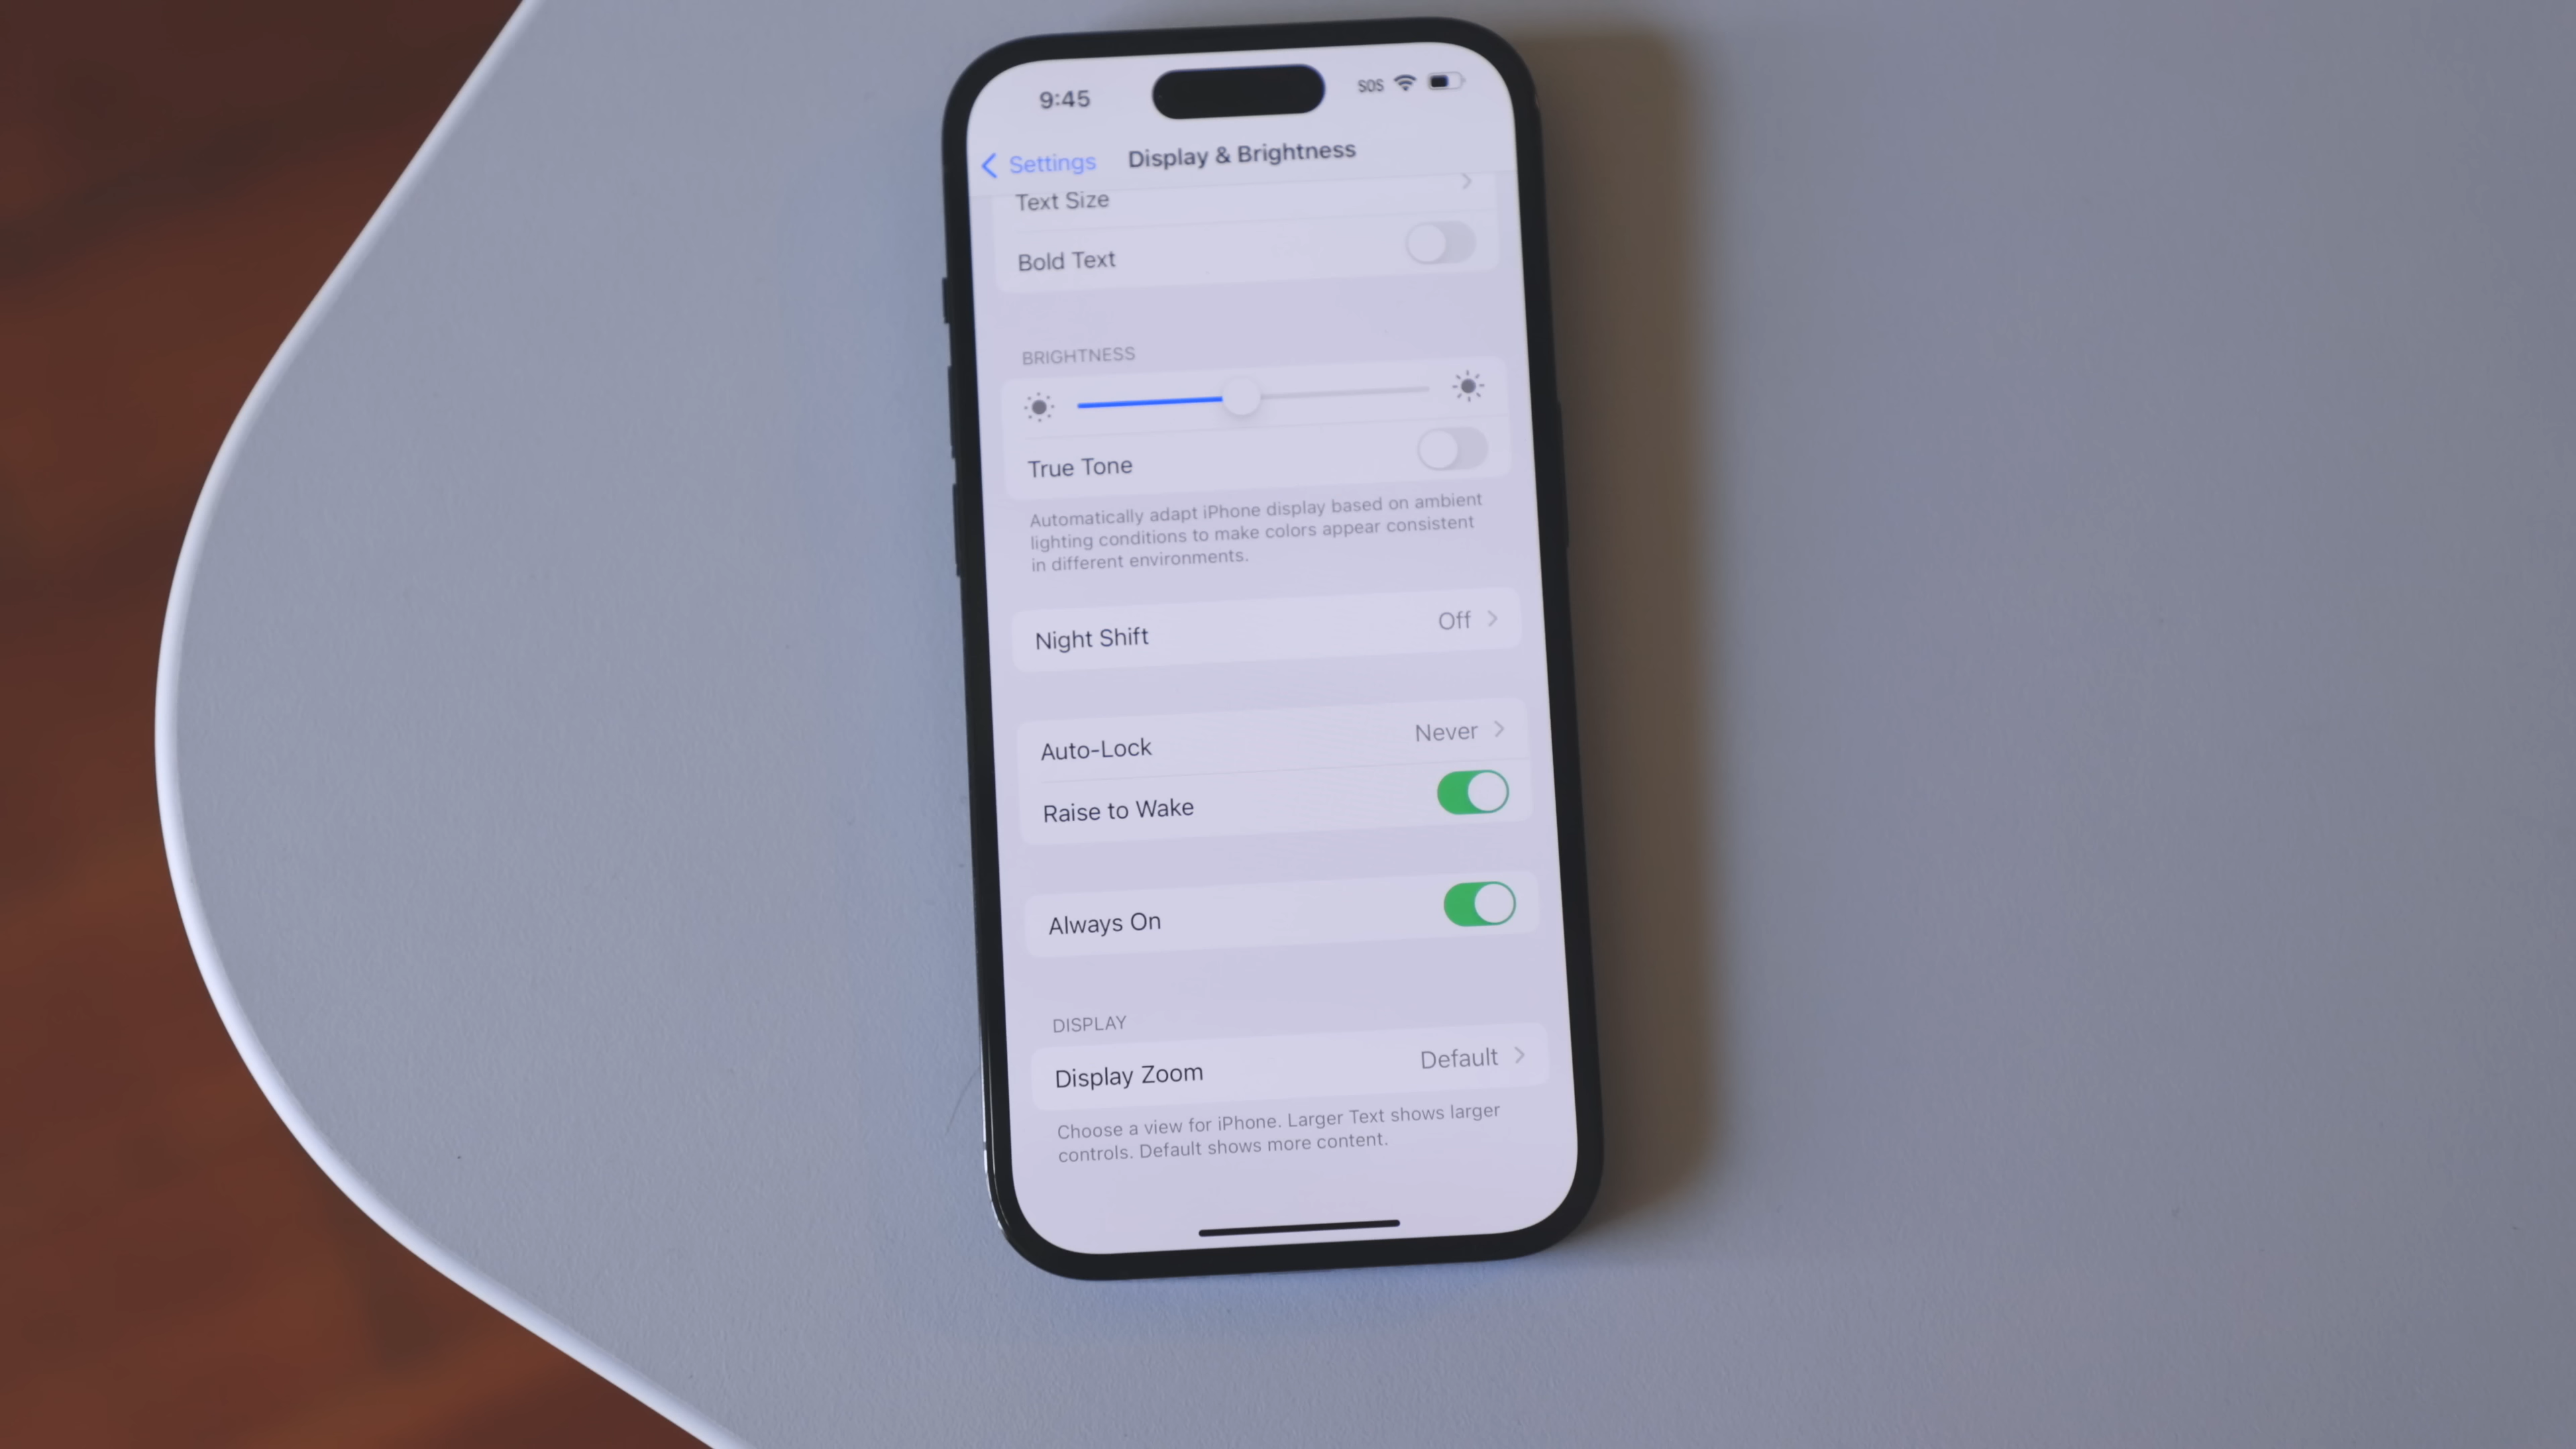 9:45
SOS
Settings
Display & Brightness
Text Size
Bold Text
BRIGHTNESS
True Tone
Automatically adapt iPhone display based on ambient
lighting conditions to make colors appear consistent
in different environments.
Night Shift
Off
Auto-Lock
Never
Raise to Wake
Always On
DISPLAY
Display Zoom
Default
Choose a view for iPhone. Larger Text shows larger
controls. Default shows more content.